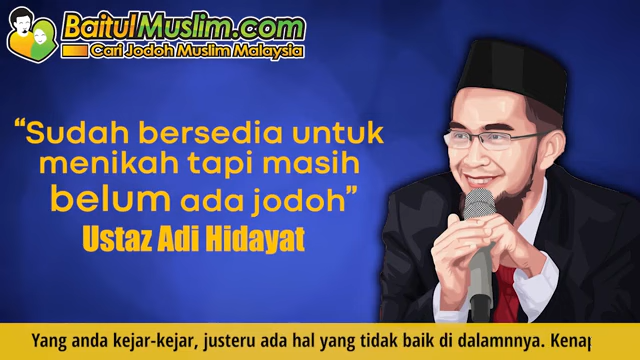 BaitulMuslim.com
Cari Jodoh Muslim Malaysia
“Sudah bersedia untuk
menikah tapi masih
belum ada jodoh”
Ustaz Adi Hidayat
Yang anda kejar-kejar, justeru ada hal yang tidak baik di dalamnnya. Kenap